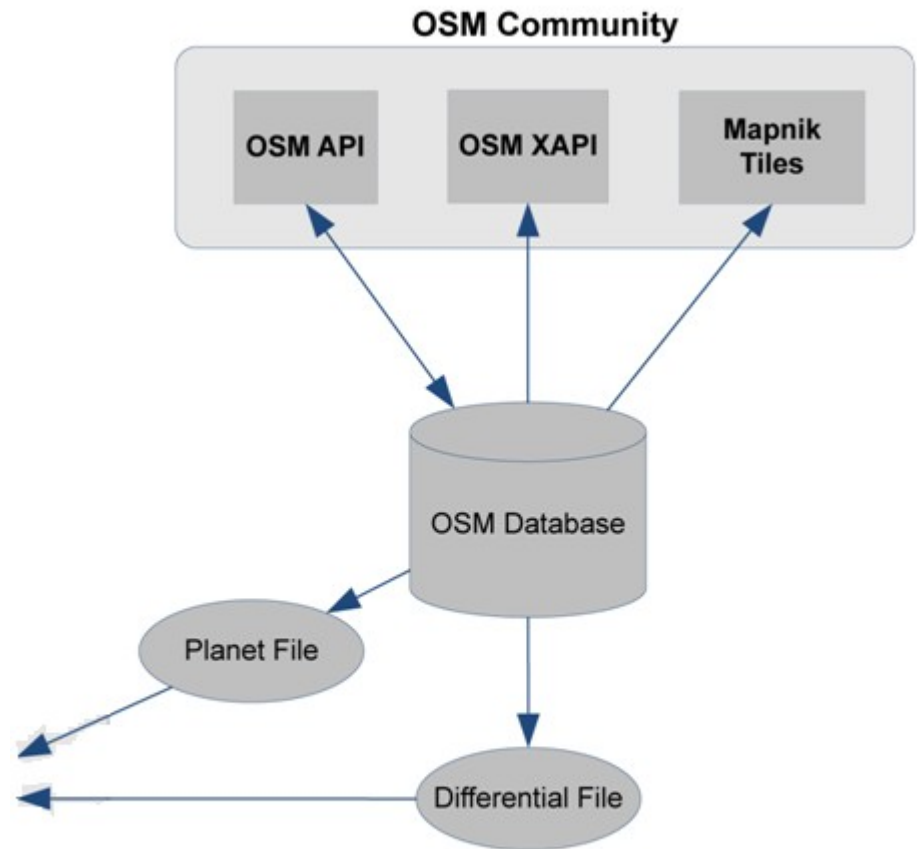 OSM Community
OSM API
OSM XAPI
Mapnik
Tiles
OSM Database
Planet File
Differential File